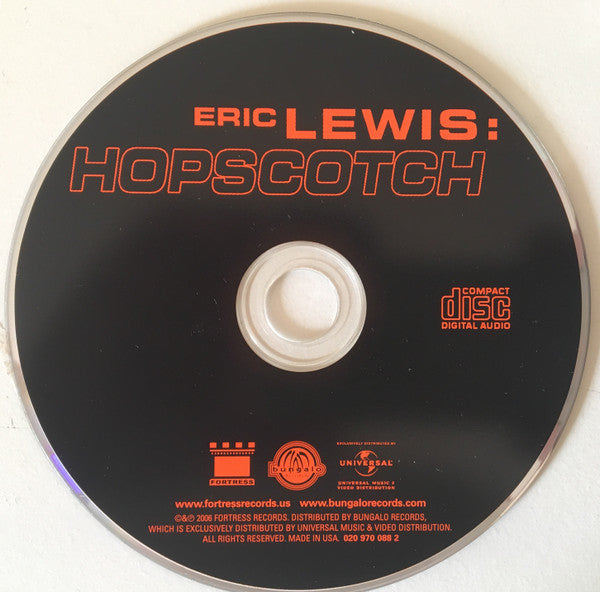 ERIC LEWIS:
HOPSCOTCH
COMPACT
disc
DIGITAL AUDIO
EXCLUSIVELY DISTRIBUTED BY
FORTRESS
bungalo
UNIVERSAL
UNIVERSAL MUSIC &
VIDEO DISTRIBUTION
www.fortressrecords.us www.bungalorecords.com
©&℗ 2006 FORTRESS RECORDS. DISTRIBUTED BY BUNGALO RECORDS,
WHICH IS EXCLUSIVELY DISTRIBUTED BY UNIVERSAL MUSIC & VIDEO DISTRIBUTION.
ALL RIGHTS RESERVED. MADE IN USA. 020 970 088 2